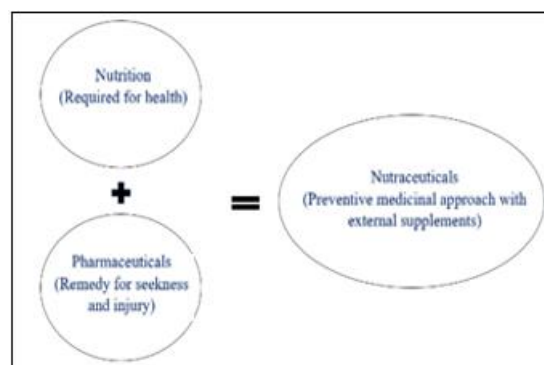 Nutrition
(Required for health)
+
Pharmaceuticals
(Remedy for seekness
and injury)
=
Nutraceuticals
(Preventive medicinal approach with
external supplements)